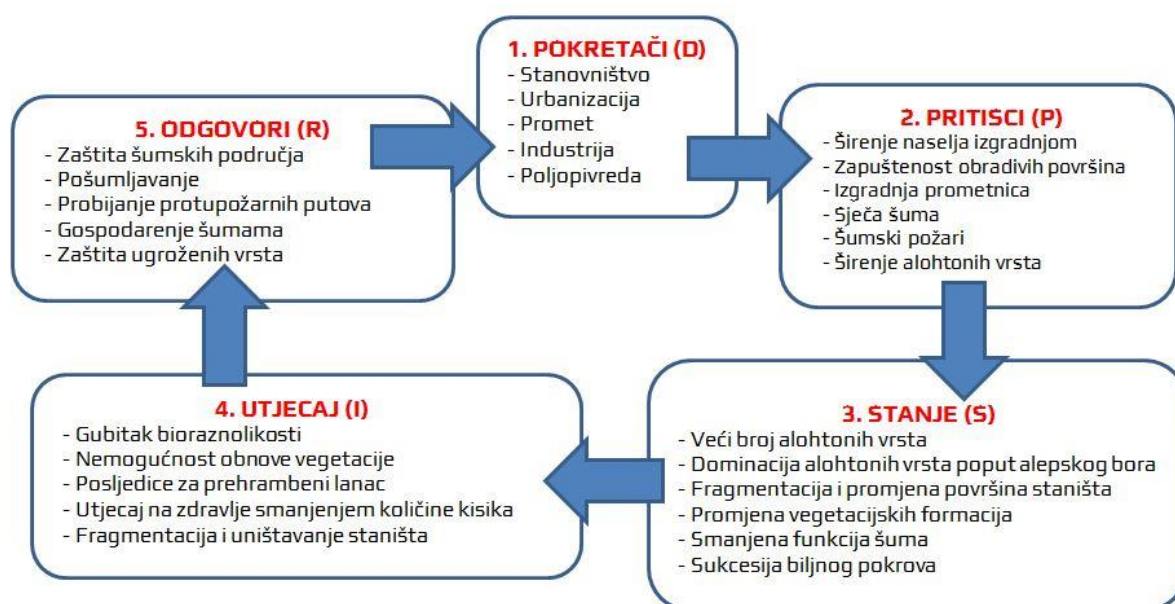 1. POKRETAČI (D)
- Stanovništvo
- Urbanizacija
- Promet
- Industrija
- Poljopivreda
2. PRITISCI (P)
- Širenje naselja izgradnjom
- Zapuštenost obradivih površina
- Izgradnja prometnica
- Sječa šuma
- Šumski požari
- Širenje alohtonih vrsta
3. STANJE (S)
- Veći broj alohtonih vrsta
- Dominacija alohtonih vrsta poput alepskog bora
- Fragmentacija i promjena površina staništa
- Promjena vegetacijskih formacija
- Smanjena funkcija šuma
- Sukcesija biljnog pokrova
4. UTJECAJ (I)
- Gubitak bioraznolikosti
- Nemogućnost obnove vegetacije
- Posljedice za prehrambeni lanac
- Utjecaj na zdravlje smanjenjem količine kisika
- Fragmentacija i uništavanje staništa
5. ODGOVORI (R)
- Zaštita šumskih područja
- Pošumljavanje
- Probijanje protupožarnih putova
- Gospodarenje šumama
- Zaštita ugroženih vrsta